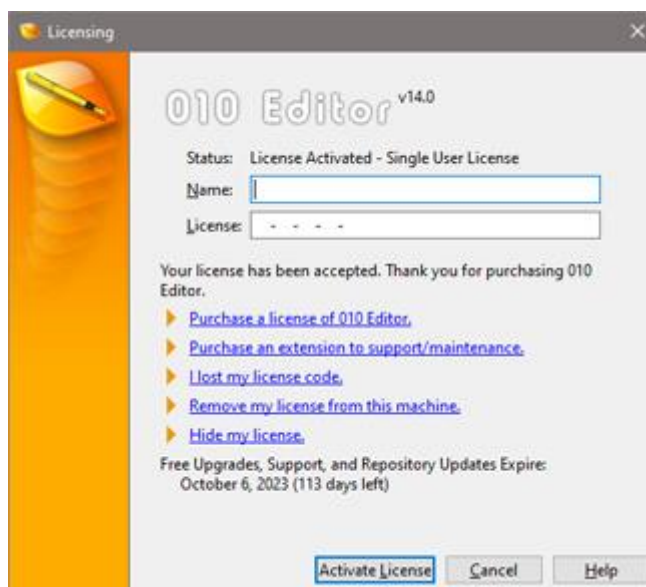 Licensing
010 Editor v14.0
Status: License Activated - Single User License
Name:
License: - - - -
Your license has been accepted. Thank you for purchasing 010
Editor.
Purchase a license of 010 Editor.
Purchase an extension to support/maintenance.
I lost my license code.
Remove my license from this machine.
Hide my license.
Free Upgrades, Support, and Repository Updates Expire:
October 6, 2023 (113 days left)
Activate License Cancel Help